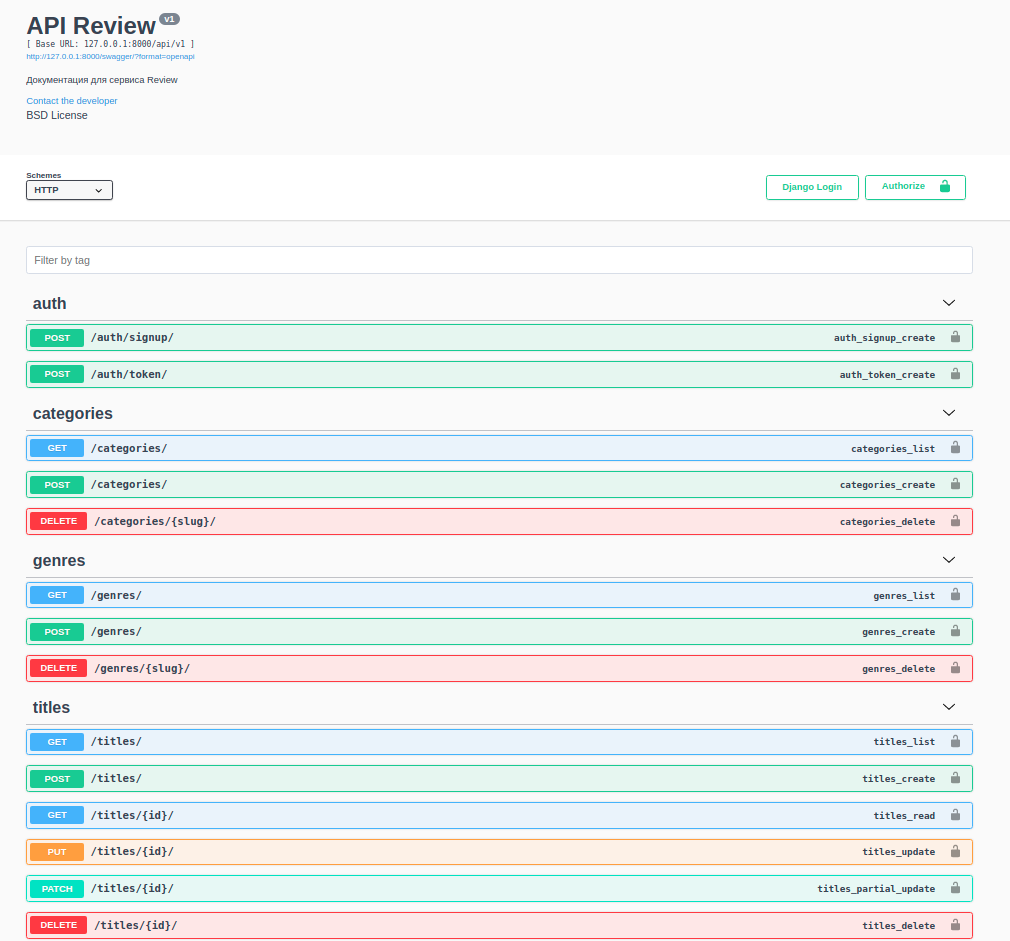 API Review v1
[ Base URL: 127.0.0.1:8000/api/v1 ]
http://127.0.0.1:8000/swagger/?format=openapi
Документация для сервиса Review
Contact the developer
BSD License
Schemes
HTTP
Django Login
Authorize
Filter by tag
auth
POST /auth/signup/ auth_signup_create
POST /auth/token/ auth_token_create
categories
GET /categories/ categories_list
POST /categories/ categories_create
DELETE /categories/{slug}/ categories_delete
genres
GET /genres/ genres_list
POST /genres/ genres_create
DELETE /genres/{slug}/ genres_delete
titles
GET /titles/ titles_list
POST /titles/ titles_create
GET /titles/{id}/ titles_read
PUT /titles/{id}/ titles_update
PATCH /titles/{id}/ titles_partial_update
DELETE /titles/{id}/ titles_delete